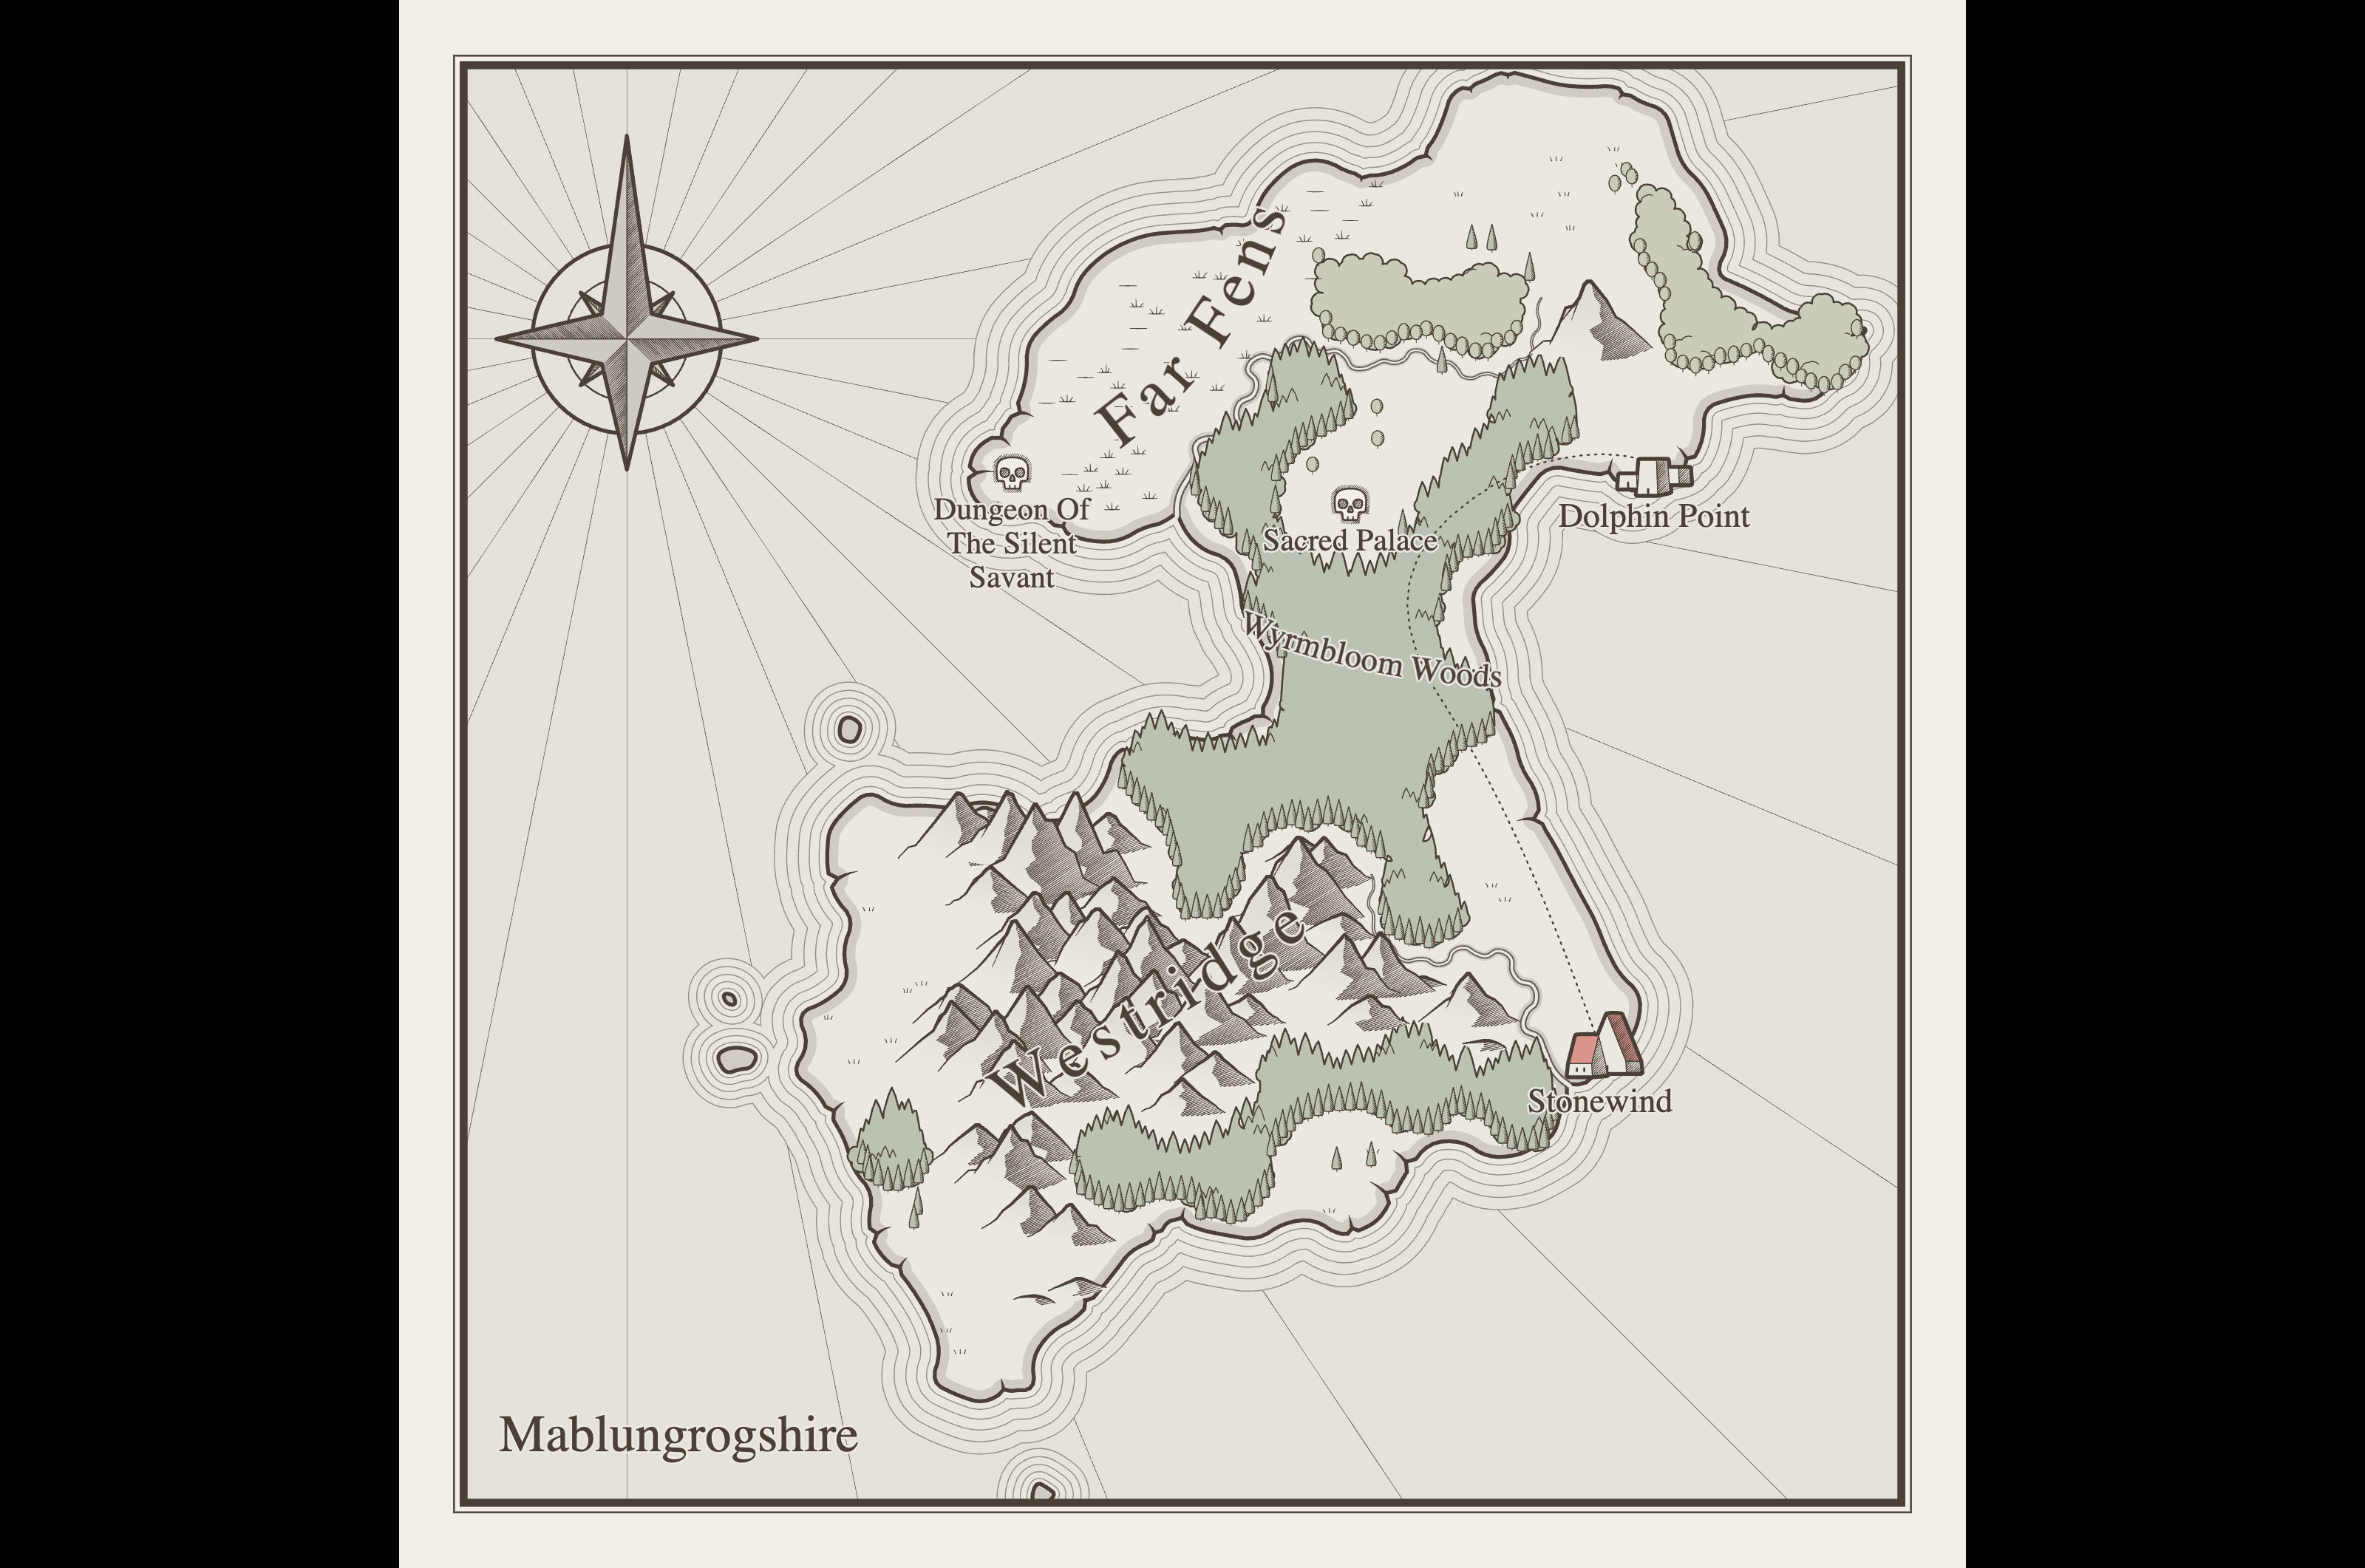 Far Fens
Dungeon Of
The Silent
Savant
Sacred Palace
Dolphin Point
Wyrmbloom Woods
Westridge
Stonewind
Mablungrogshire